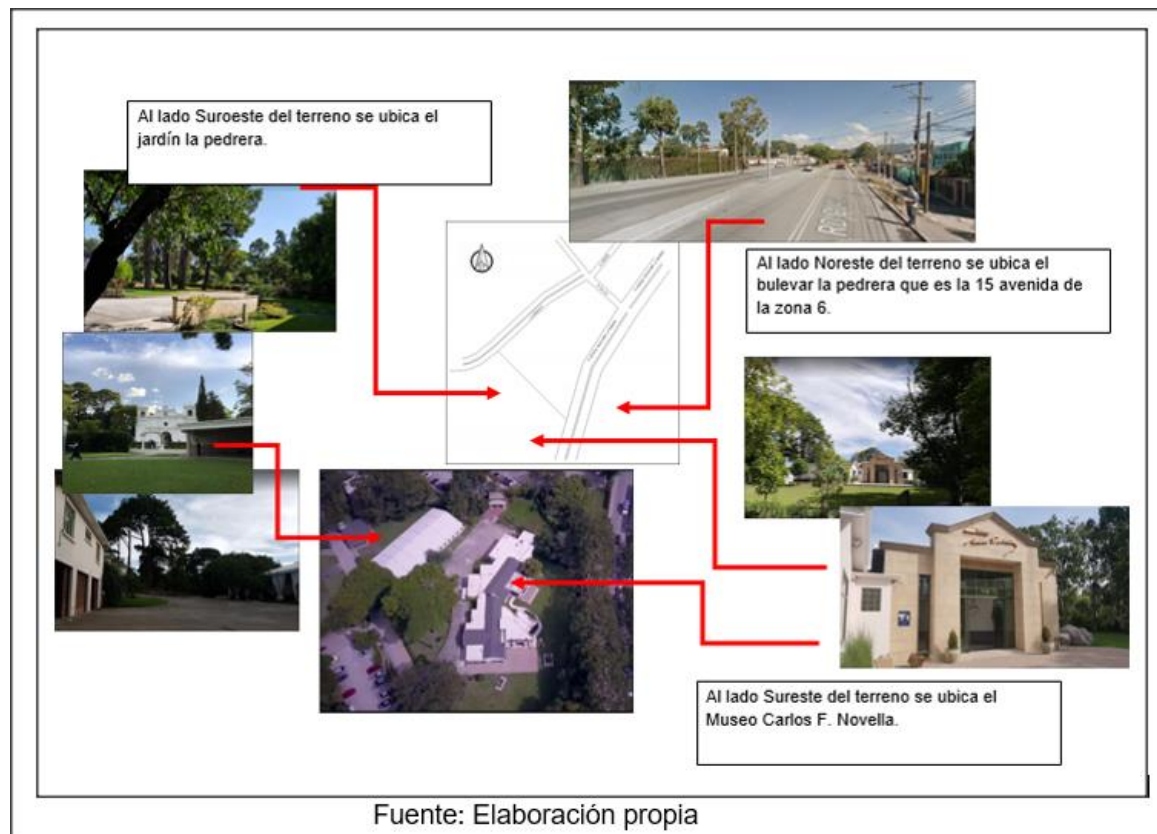 Al lado Suroeste del terreno se ubica el
jardín la pedrera.
Al lado Noreste del terreno se ubica el
bulevar la pedrera que es la 15 avenida de
la zona 6.
Al lado Sureste del terreno se ubica el
Museo Carlos F. Novella.
Fuente: Elaboración propia